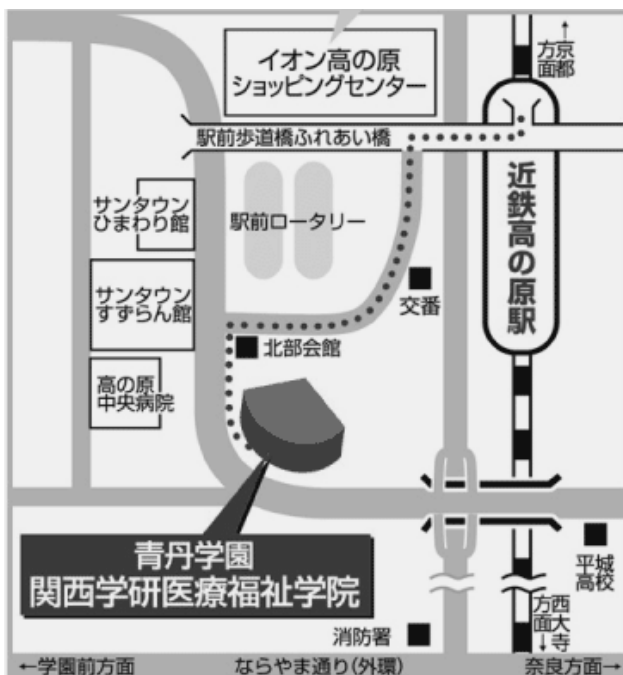 イオン高の原
ショッピングセンター
←京都
方面
駅前歩道橋ふれあい橋
近鉄高の原駅
サンタウン
ひまわり館
駅前ロータリー
サンタウン
すずらん館
交番
北部会館
高の原
中央病院
青丹学園
関西学研医療福祉学院
平城
高校
西大寺
方面→
消防署
←学園前方面
ならやま通り(外環)
奈良方面→